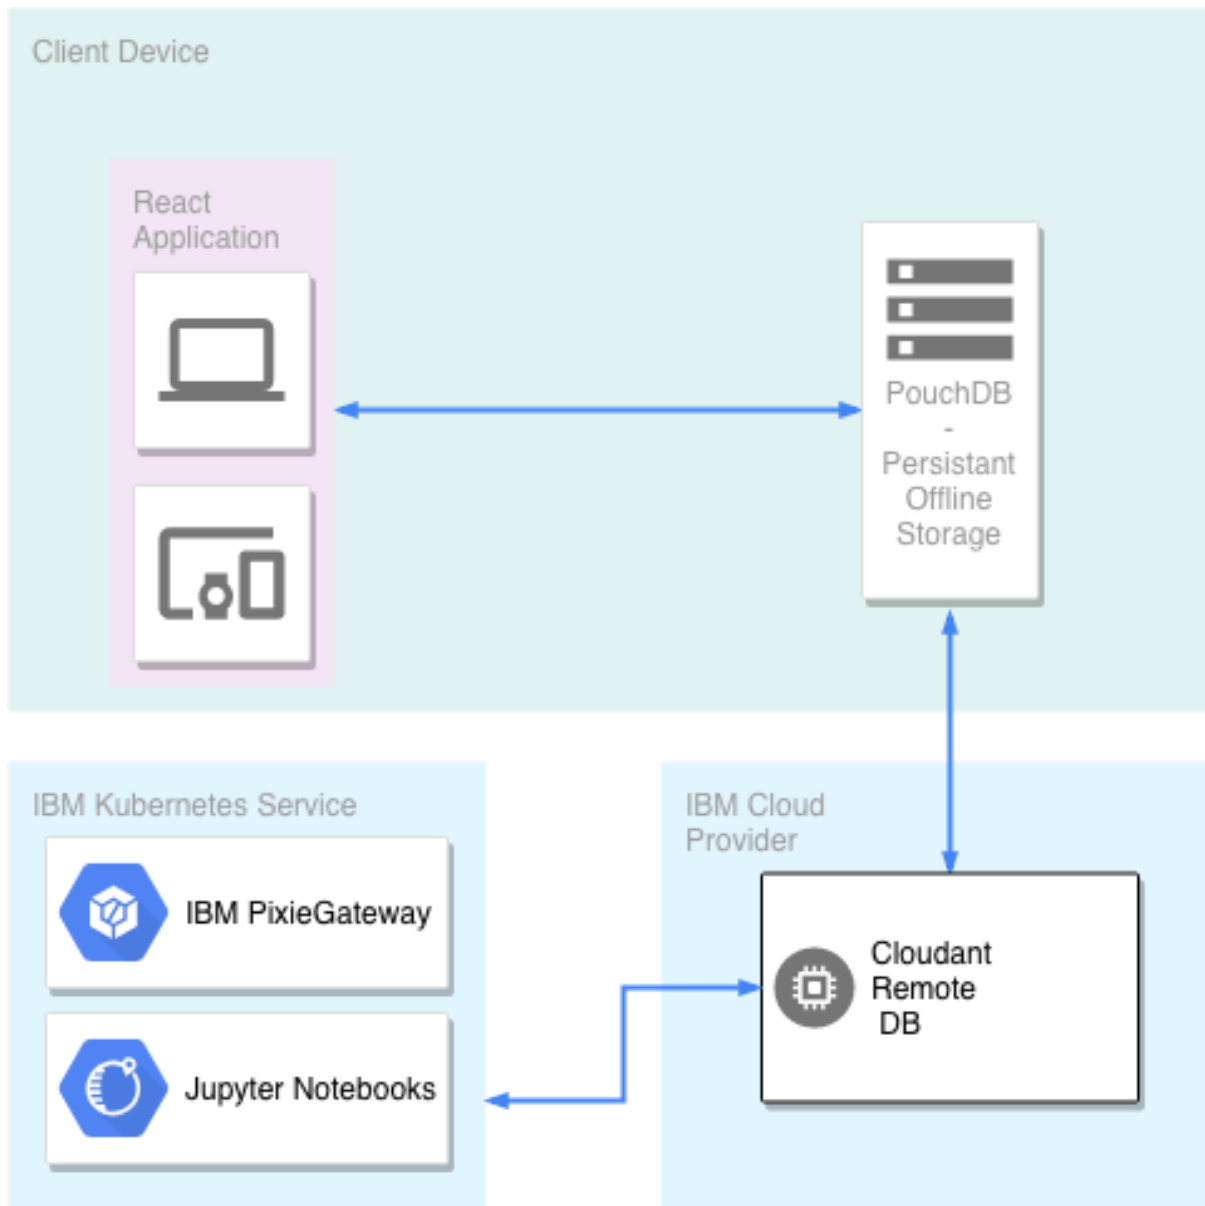 Client Device
React
Application
PouchDB
-
Persistant
Offline
Storage
IBM Kubernetes Service
IBM PixieGateway
Jupyter Notebooks
IBM Cloud
Provider
Cloudant
Remote
DB